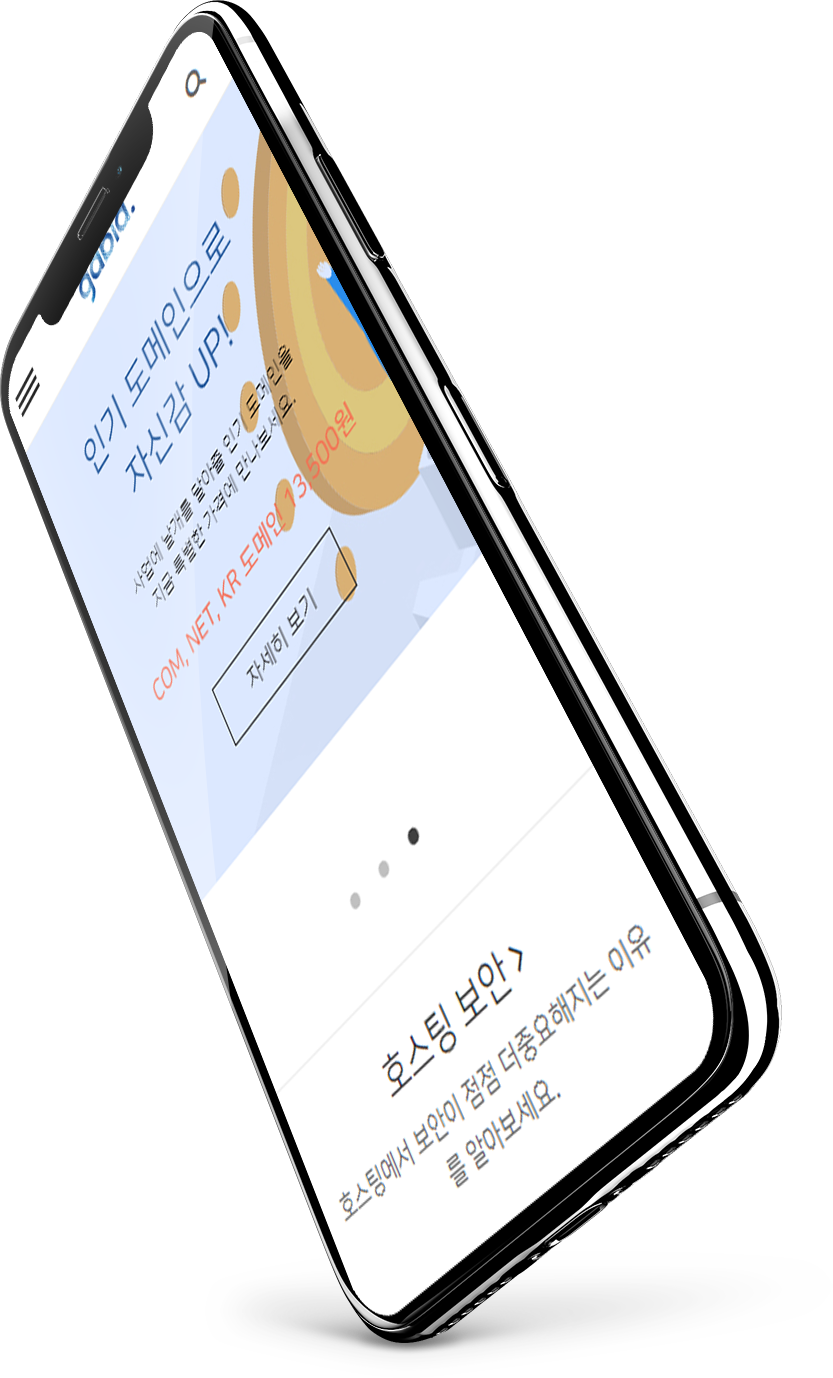 gabia.
인기 도메인으로
자신감 UP!
사업에 날개를 달아줄 인기 도메인을
지금 특별한 가격에 만나보세요.
COM, NET, KR 도메인 13,500원
자세히 보기
호스팅 보안 >
호스팅에서 보안이 점점 더중요해지는 이유
를 알아보세요.